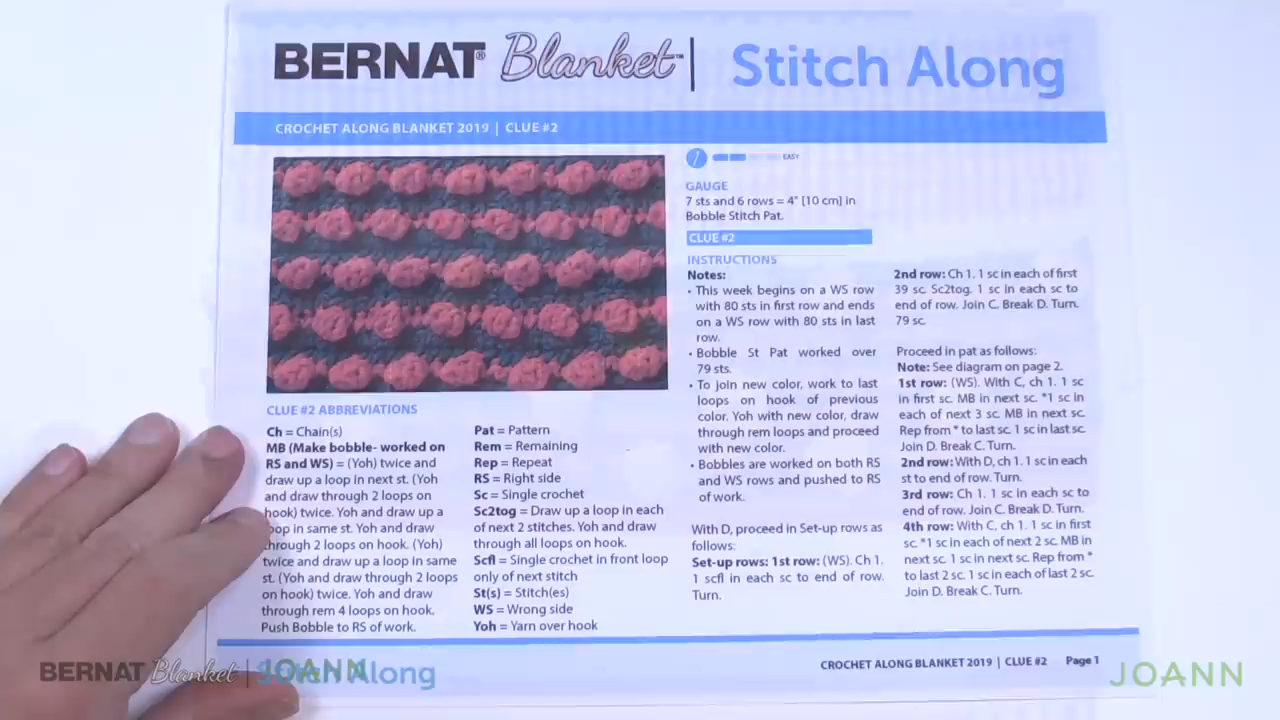 BERNAT® Blanket™ | Stitch Along
CROCHET ALONG BLANKET 2019 | CLUE #2
EASY
GAUGE
7 sts and 6 rows = 4" [10 cm] in
Bobble Stitch Pat.
CLUE #2
INSTRUCTIONS
Notes:
• This week begins on a WS row
with 80 sts in first row and ends
on a WS row with 80 sts in last
row.
• Bobble St Pat worked over
79 sts.
• To join new color, work to last
loops on hook of previous
color. Yoh with new color, draw
through rem loops and proceed
with new color.
• Bobbles are worked on both RS
and WS rows and pushed to RS
of work.
With D, proceed in Set-up rows as
follows:
Set-up rows: 1st row: (WS). Ch 1.
1 scfl in each sc to end of row.
Turn.
2nd row: Ch 1. 1 sc in each of first
39 sc. Sc2tog. 1 sc in each sc to
end of row. Join C. Break D. Turn.
79 sc.
Proceed in pat as follows:
Note: See diagram on page 2.
1st row: (WS). With C, ch 1. 1 sc
in first sc. MB in next sc. *1 sc in
each of next 3 sc. MB in next sc.
Rep from * to last sc. 1 sc in last sc.
Join D. Break C. Turn.
2nd row: With D, ch 1. 1 sc in each
st to end of row. Turn.
3rd row: Ch 1. 1 sc in each sc to
end of row. Join C. Break D. Turn.
4th row: With C, ch 1. 1 sc in first
sc. *1 sc in each of next 2 sc. MB in
next sc. 1 sc in next sc. Rep from *
to last 2 sc. 1 sc in each of last 2 sc.
Join D. Break C. Turn.
CLUE #2 ABBREVIATIONS
Ch = Chain(s)
MB (Make bobble- worked on
RS and WS) = (Yoh) twice and
draw up a loop in next st. (Yoh
and draw through 2 loops on
hook) twice. Yoh and draw up a
loop in same st. Yoh and draw
through 2 loops on hook. (Yoh)
twice and draw up a loop in same
st. (Yoh and draw through 2 loops
on hook) twice. Yoh and draw
through rem 4 loops on hook.
Push Bobble to RS of work.
Pat = Pattern
Rem = Remaining
Rep = Repeat
RS = Right side
Sc = Single crochet
Sc2tog = Draw up a loop in each
of next 2 stitches. Yoh and draw
through all loops on hook.
Scfl = Single crochet in front loop
only of next stitch
St(s) = Stitch(es)
WS = Wrong side
Yoh = Yarn over hook
CROCHET ALONG BLANKET 2019 | CLUE #2 Page 1
BERNAT Blanket | Stitch Along
JOANN
JOANN